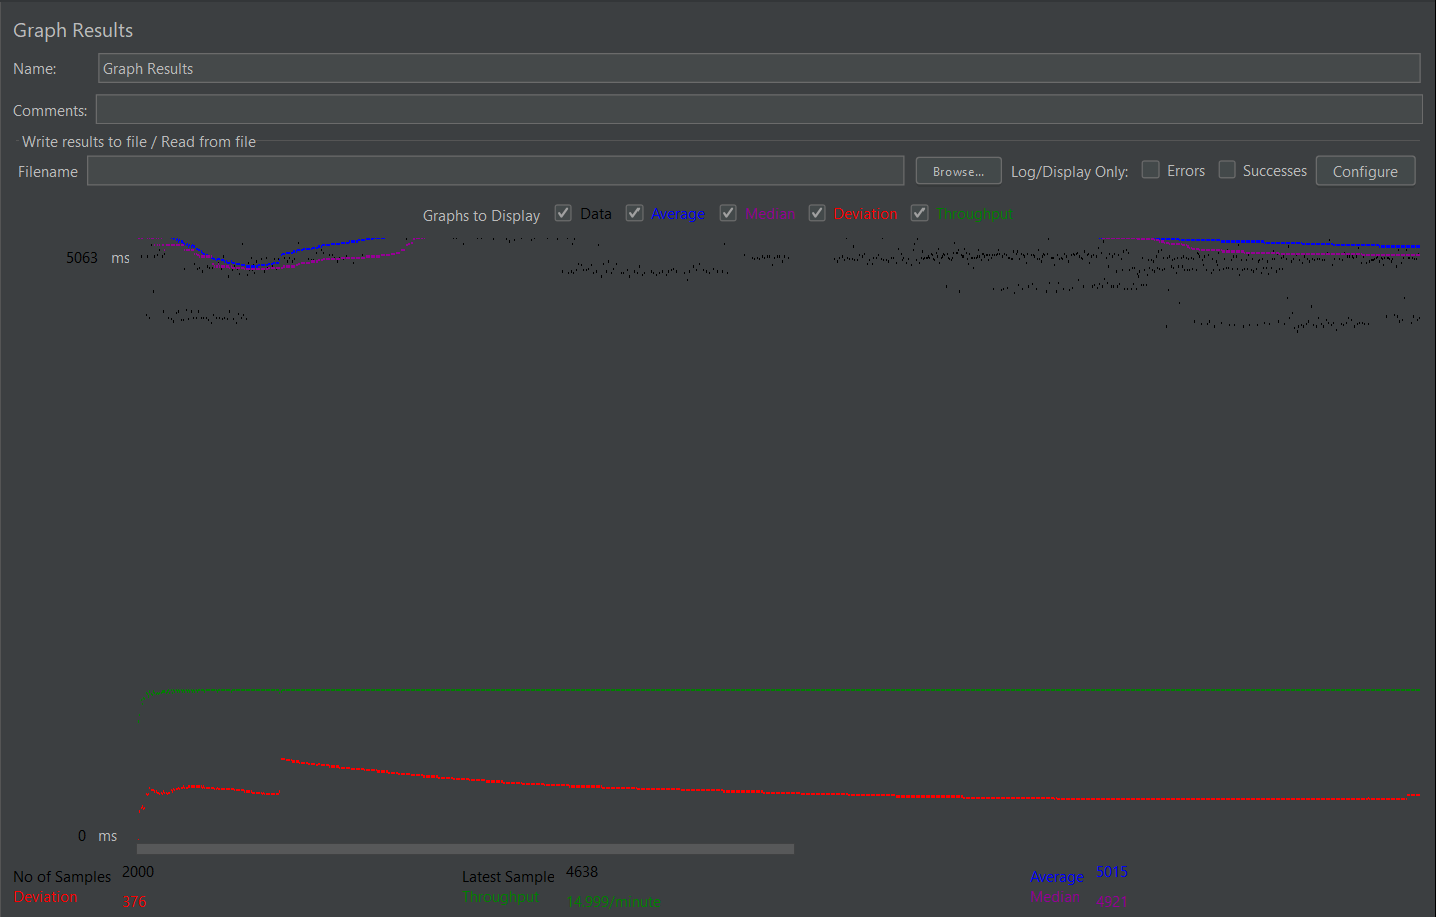 Graph Results
Name: Graph Results
Comments:
Write results to file / Read from file
Filename Browse... Log/Display Only: Errors Successes Configure
Graphs to Display Data Average Median Deviation Throughput
5063 ms
0 ms
No of Samples 2000 Latest Sample 4638 Average 5015
Deviation 376 Throughput 14.999/minute Median